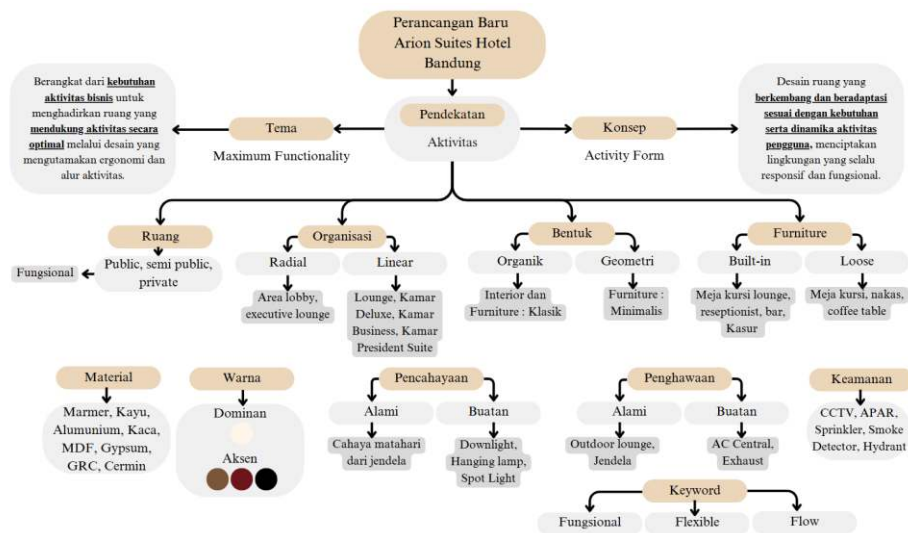 Perancangan Baru
Arion Suites Hotel
Bandung
Berangkat dari kebutuhan
aktivitas bisnis untuk
menghadirkan ruang yang
mendukung aktivitas secara
optimal melalui desain yang
mengutamakan ergonomi dan
alur aktivitas.
Tema
Maximum Functionality
Pendekatan
Aktivitas
Konsep
Activity Form
Desain ruang yang
berkembang dan beradaptasi
sesuai dengan kebutuhan
serta dinamika aktivitas
pengguna, menciptakan
lingkungan yang selalu
responsif dan fungsional.
Ruang
Public, semi public,
private
Fungsional
Organisasi
Radial
Area lobby,
executive lounge
Linear
Lounge, Kamar
Deluxe, Kamar
Business, Kamar
President Suite
Bentuk
Organik
Interior dan
Furniture : Klasik
Geometri
Furniture :
Minimalis
Furniture
Built-in
Meja kursi lounge,
reseptionist, bar,
Kasur
Loose
Meja kursi, nakas,
coffee table
Material
Marmer, Kayu,
Alumunium, Kaca,
MDF, Gypsum,
GRC, Cermin
Warna
Dominan
Aksen
Pencahayaan
Alami
Cahaya matahari
dari jendela
Buatan
Downlight,
Hanging lamp,
Spot Light
Penghawaan
Alami
Outdoor lounge,
Jendela
Buatan
AC Central,
Exhaust
Keamanan
CCTV, APAR,
Sprinkler, Smoke
Detector, Hydrant
Keyword
Fungsional
Flexible
Flow